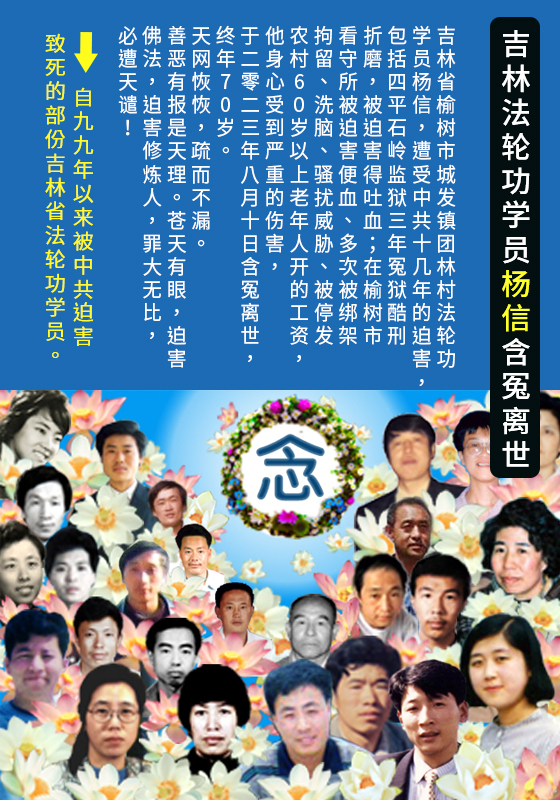 吉林法轮功学员杨信含冤离世
吉林省榆树市城发镇团林村法轮功
学员杨信，遭受中共十几年的迫害，
包括四平石岭监狱三年冤狱酷刑
折磨，被迫害得吐血；在榆树市
看守所被迫害便血、多次被绑架
拘留、洗脑、骚扰威胁、被停发
农村60岁以上老年人开的工资，
他身心受到严重的伤害，
于二零二三年八月十日含冤离世，
终年70岁。
天网恢恢，疏而不漏。
善恶有报是天理。苍天有眼，迫害
佛法，迫害修炼人，罪大无比，
必遭天谴！
自九九年以来被中共迫害
致死的部份吉林省法轮功学员。
念